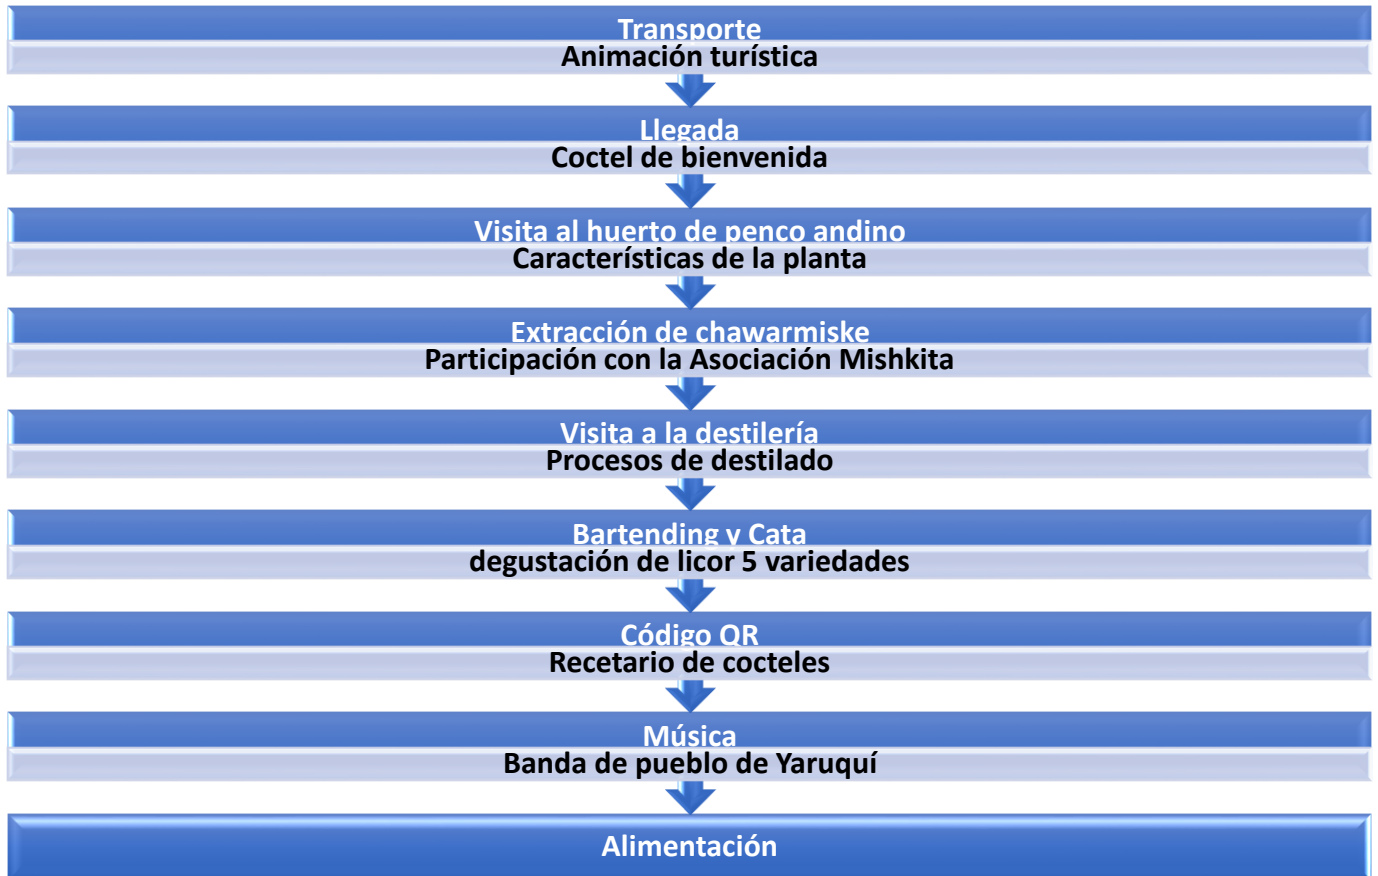 Transporte
Animación turística
Llegada
Coctel de bienvenida
Visita al huerto de penco andino
Características de la planta
Extracción de chawarmiske
Participación con la Asociación Mishkita
Visita a la destilería
Procesos de destilado
Bartending y Cata
degustación de licor 5 variedades
Código QR
Recetario de cocteles
Música
Banda de pueblo de Yaruquí
Alimentación